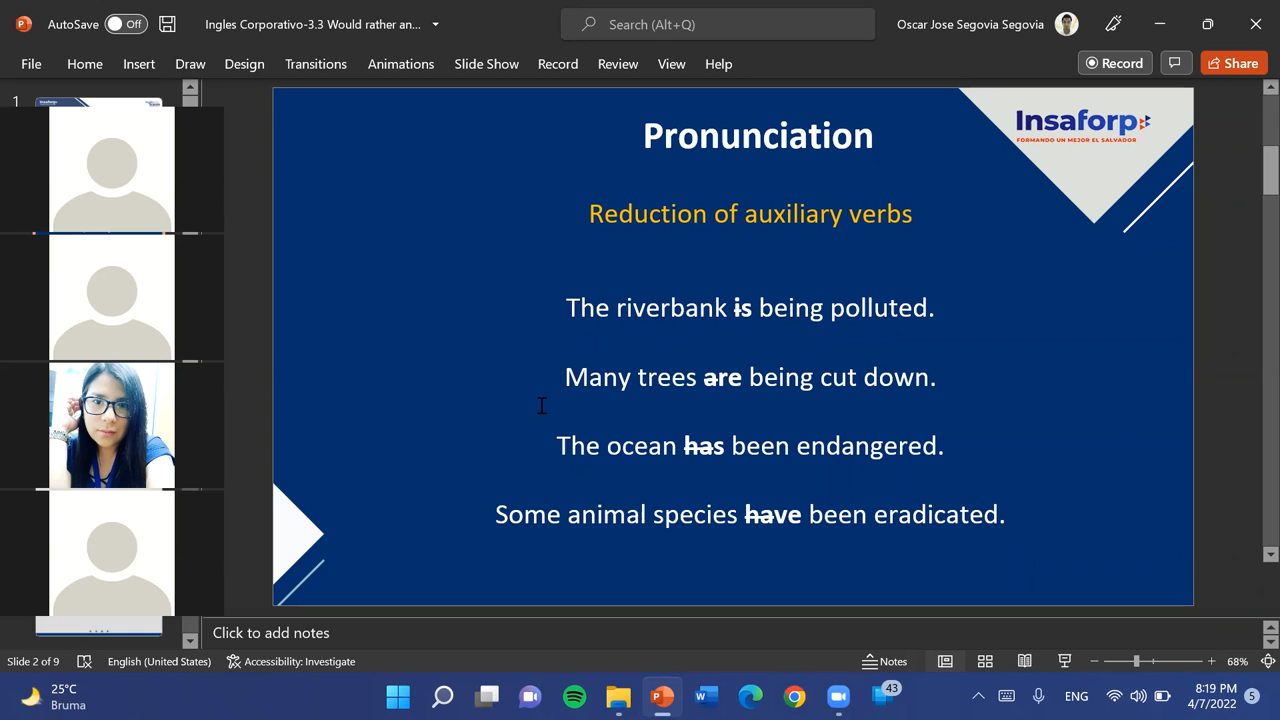 AutoSave Off Ingles Corporativo-3.3 Would rather an... Search (Alt+Q) Oscar Jose Segovia Segovia
File Home Insert Draw Design Transitions Animations Slide Show Record Review View Help Record Share
1
Insaforp
FORMANDO UN MEJOR EL SALVADOR
Pronunciation
Reduction of auxiliary verbs
The riverbank is being polluted.
Many trees are being cut down.
The ocean has been endangered.
Some animal species have been eradicated.
Click to add notes
Slide 2 of 9 English (United States) Accessibility: Investigate Notes 68%
25°C
Bruma
43
ENG
8:19 PM
4/7/2022
5